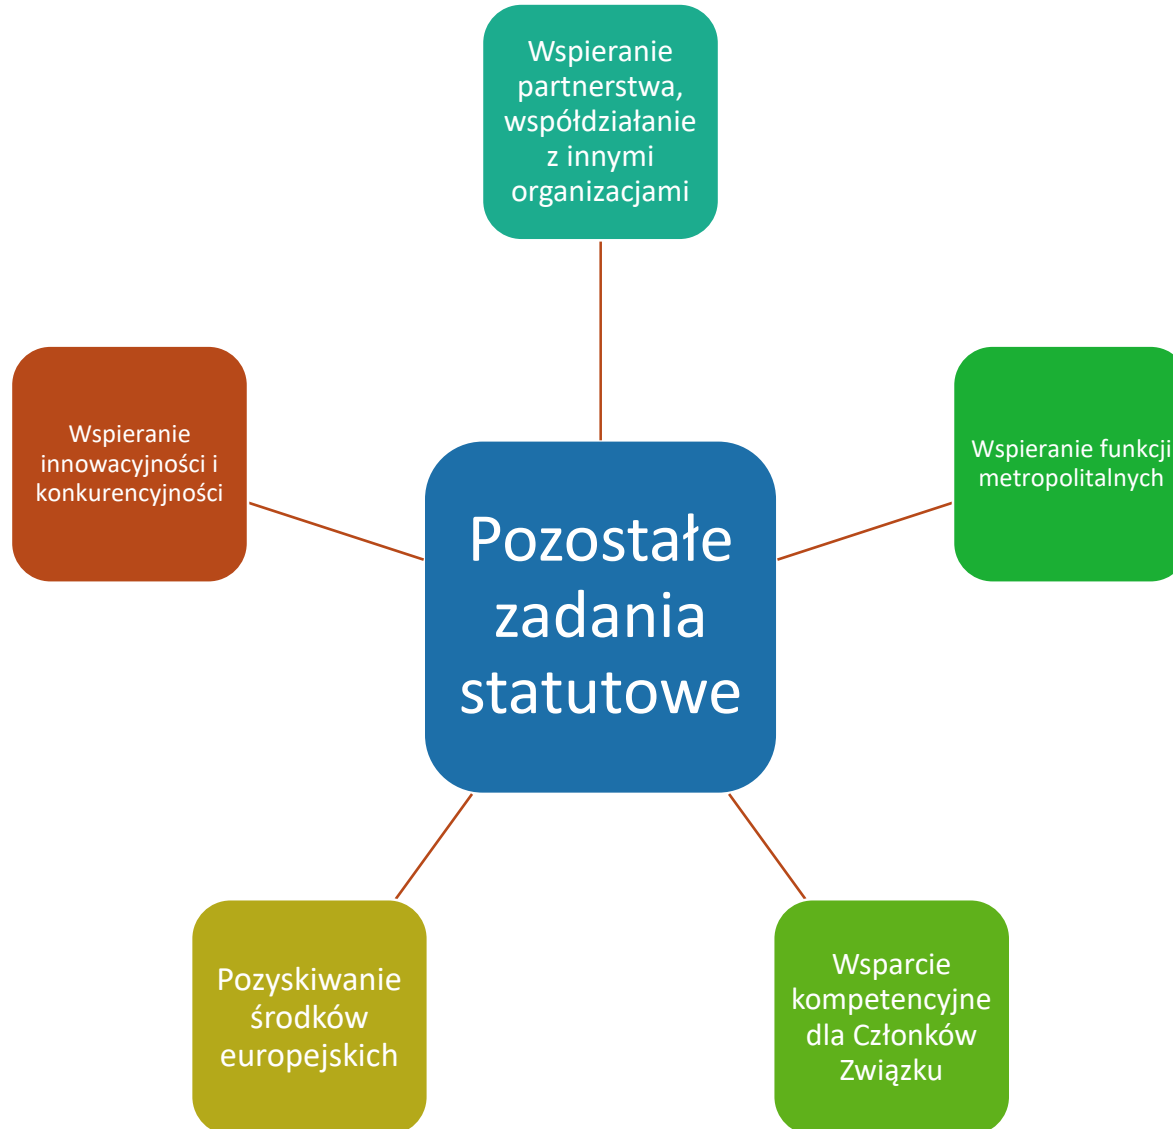 Wspieranie
partnerstwa,
współdziałanie
z innymi
organizacjami
Wspieranie
innowacyjności i
konkurencyjności
Wspieranie funkcji
metropolitalnych
Pozostałe
zadania
statutowe
Pozyskiwanie
środków
europejskich
Wsparcie
kompetencyjne
dla Członków
Związku